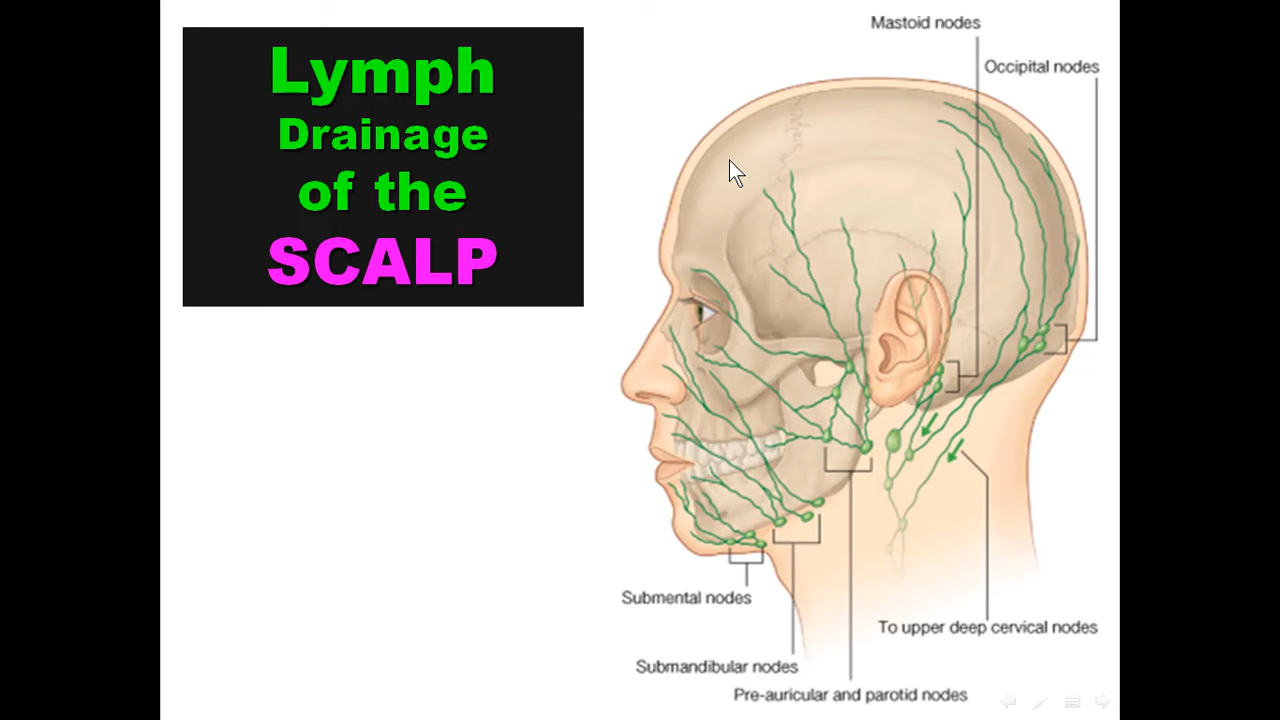 Lymph
Drainage
of the
SCALP
Mastoid nodes
Occipital nodes
Submental nodes
To upper deep cervical nodes
Submandibular nodes
Pre-auricular and parotid nodes